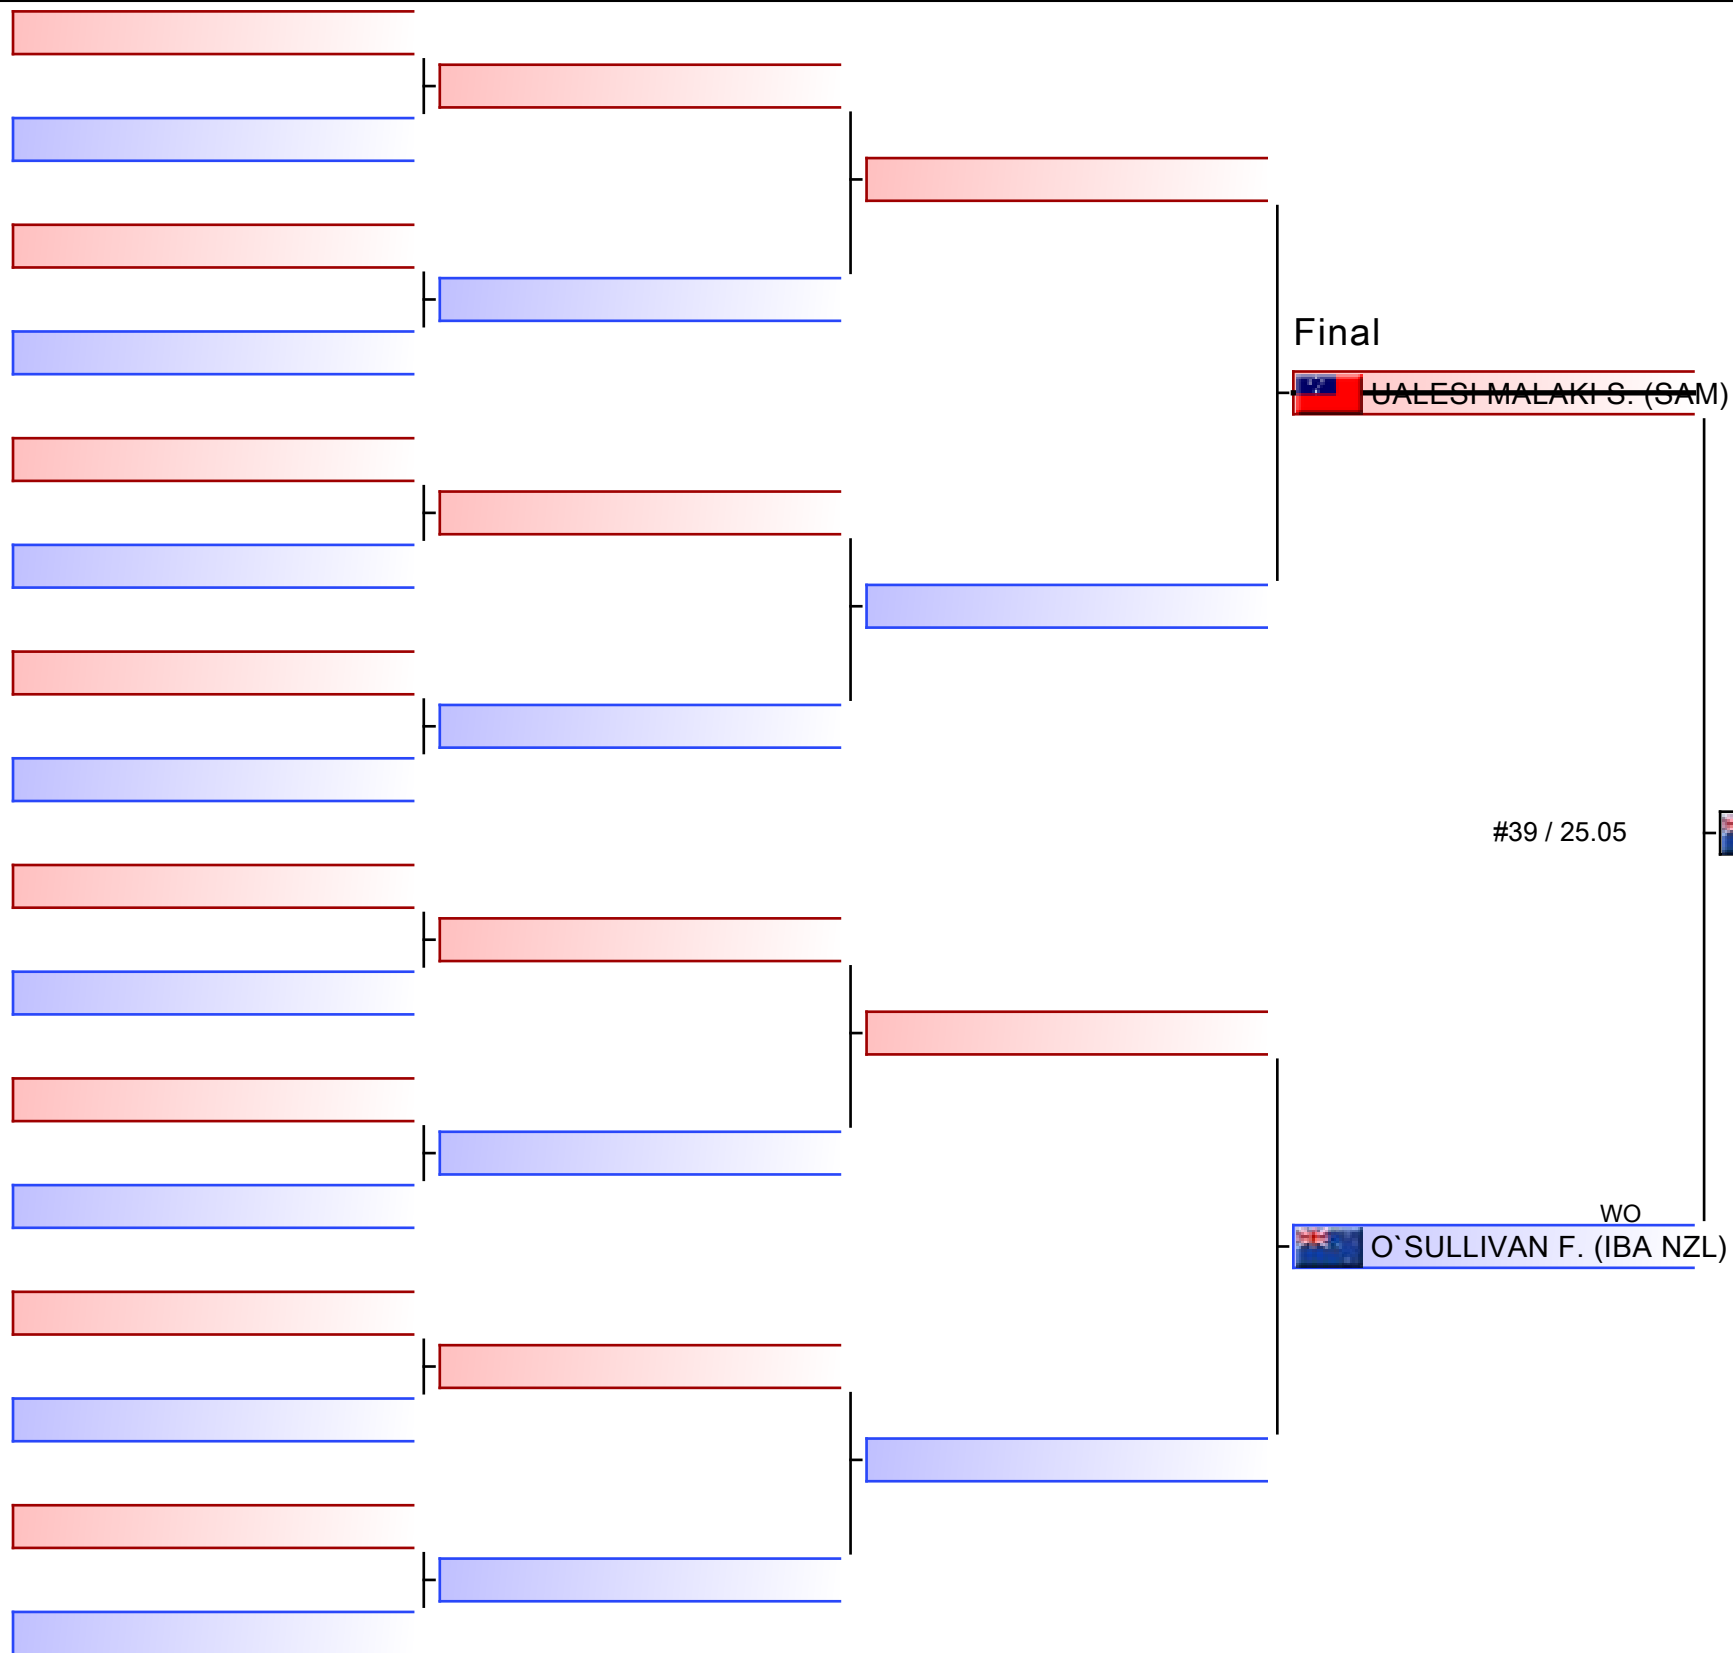 Final
UALESI MALAKI S. (SAM)
#39 / 25.05
WO
O`SULLIVAN F. (IBA NZL)